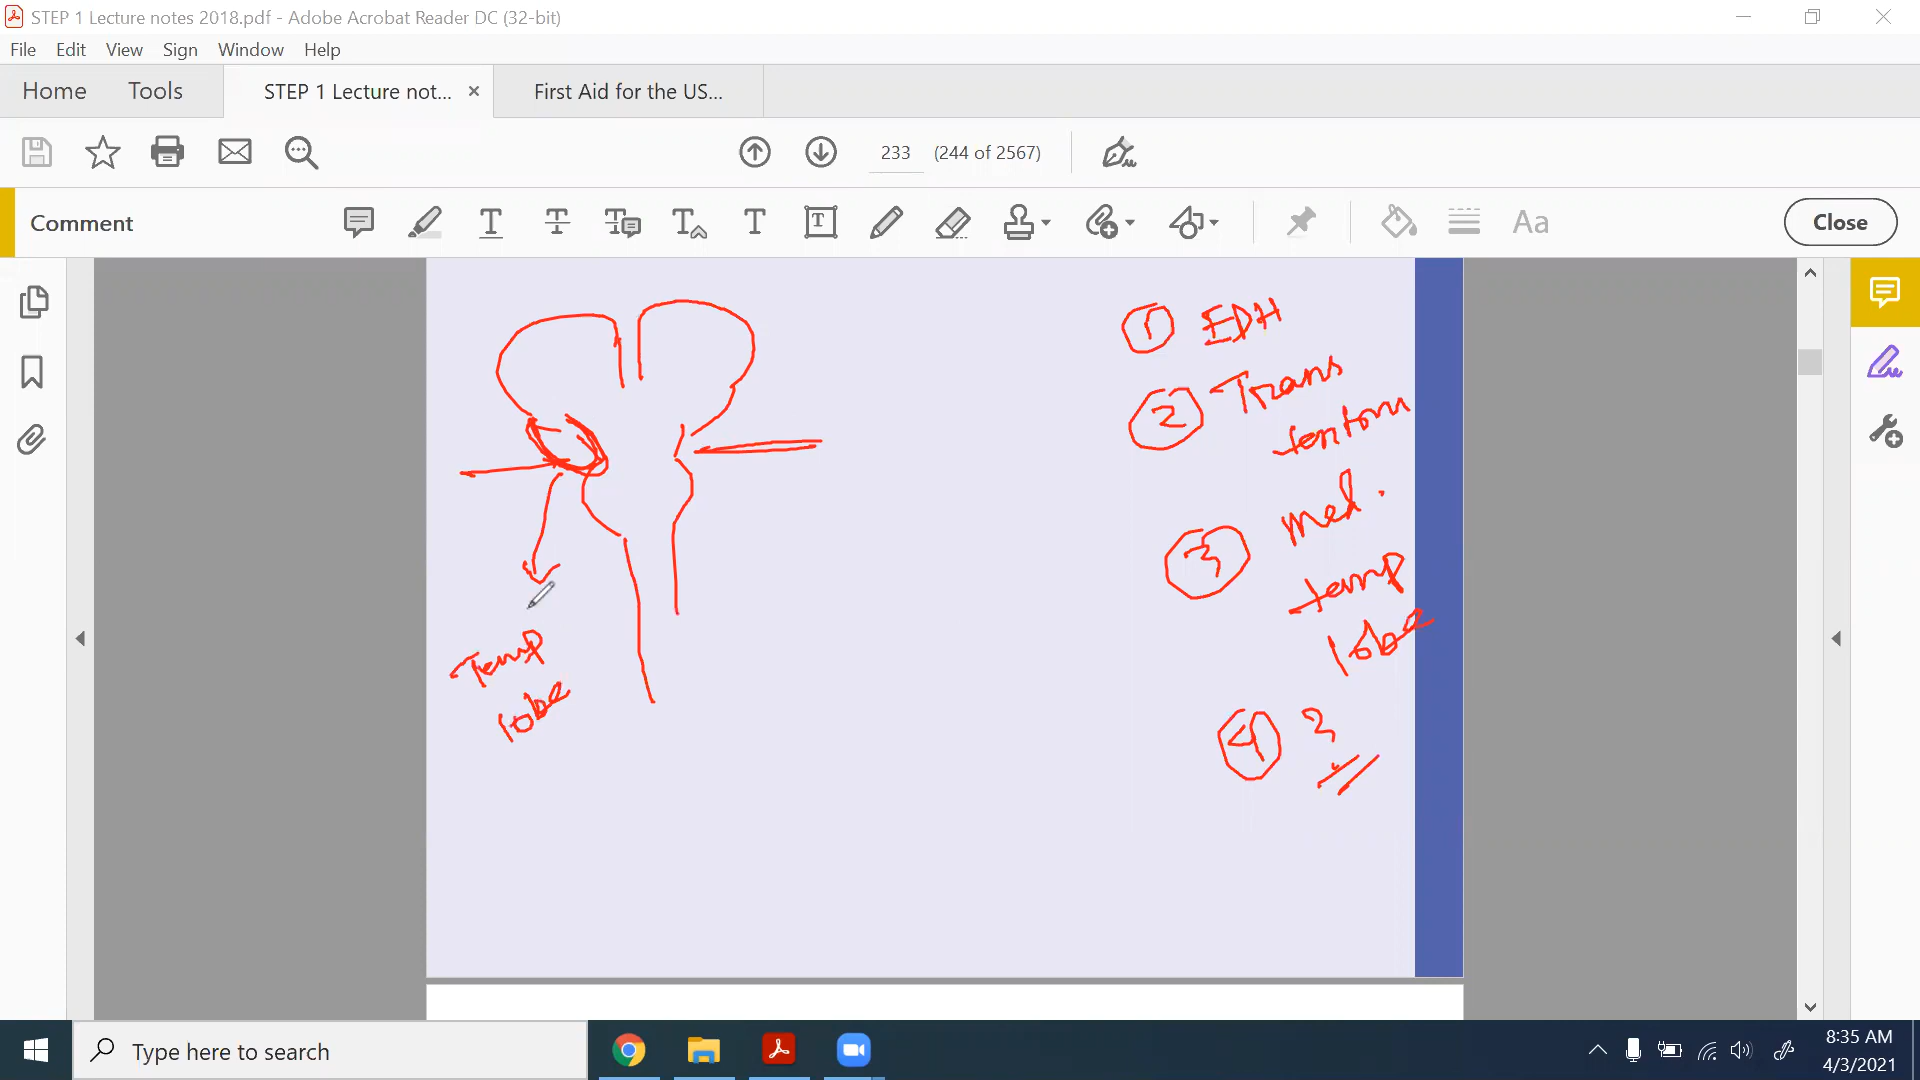 STEP 1 Lecture notes 2018.pdf - Adobe Acrobat Reader DC (32-bit)
File Edit View Sign Window Help
Home Tools STEP 1 Lecture not... × First Aid for the US...
233 (244 of 2567)
Comment Aa Close
1 EDH
2 Trans
tentorn
Med.
3 temp
lobe
4 3
Temp
lobe
Type here to search
8:35 AM
4/3/2021